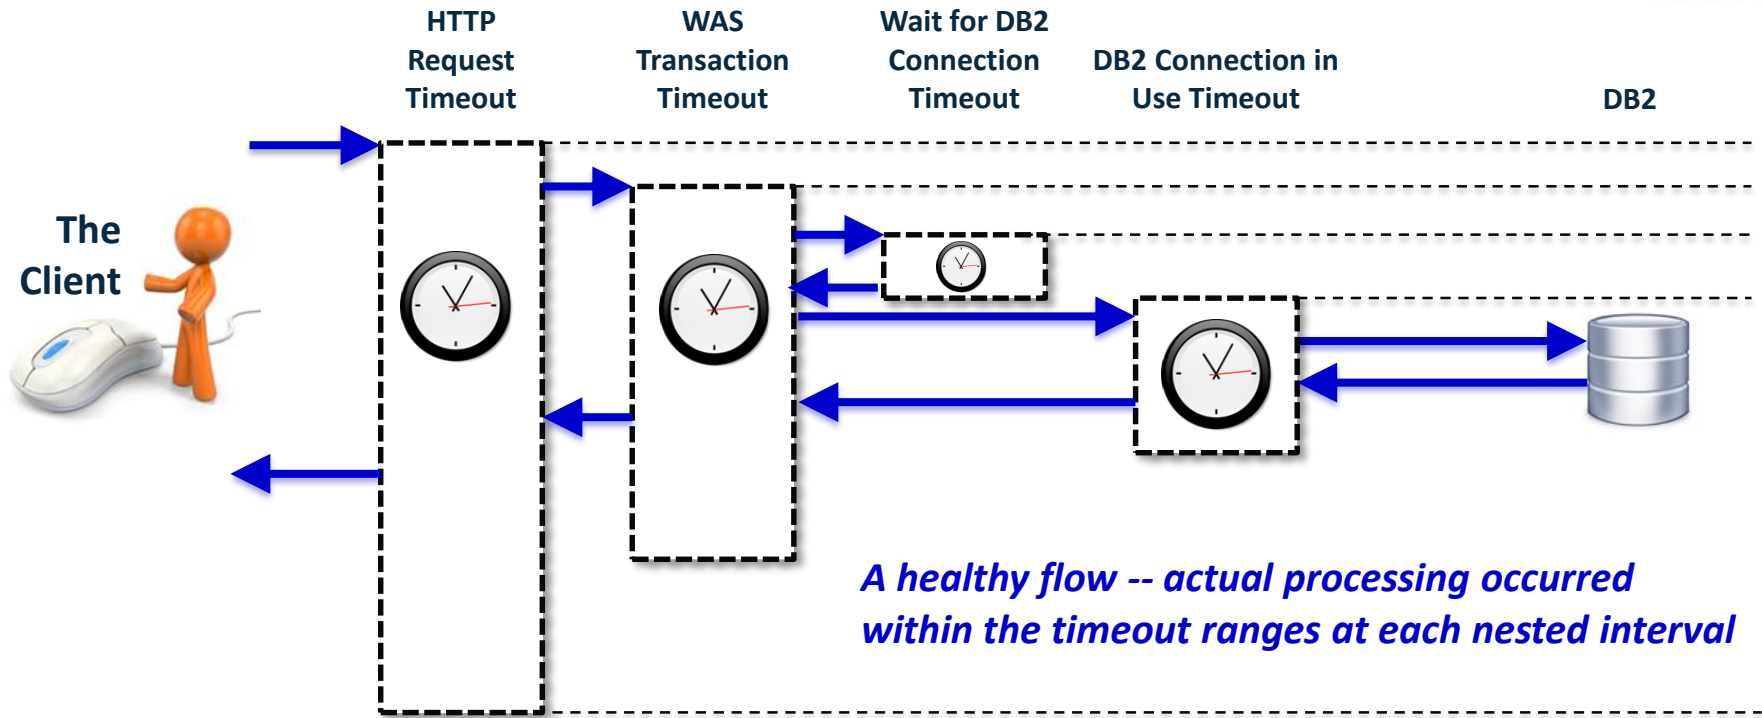 HTTP
Request
Timeout
WAS
Transaction
Timeout
Wait for DB2
Connection
Timeout
DB2 Connection in
Use Timeout
DB2
The
Client
A healthy flow -- actual processing occurred
within the timeout ranges at each nested interval